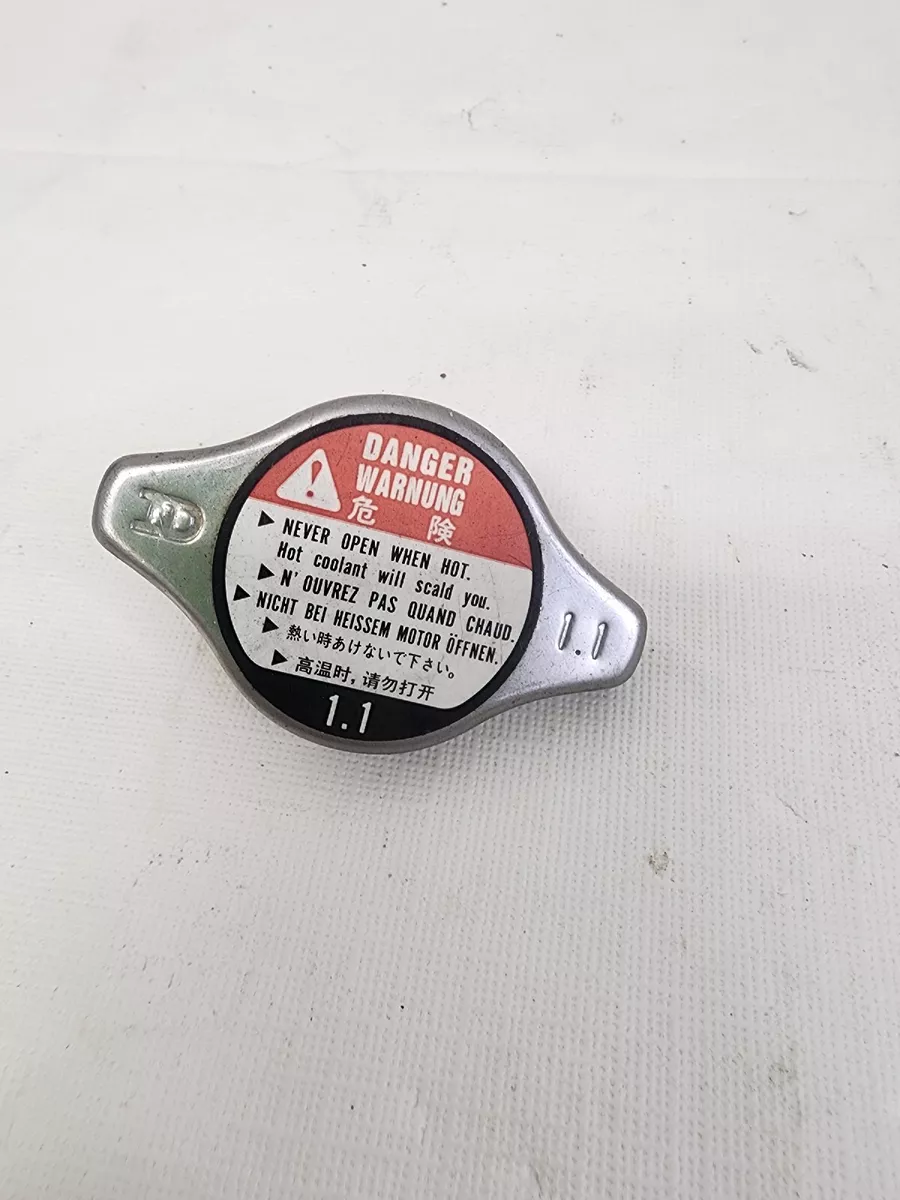 DANGER
WARNUNG
危 険
▶ NEVER OPEN WHEN HOT.
Hot coolant will scald you.
▶ N' OUVREZ PAS QUAND CHAUD.
▶ NICHT BEI HEISSEM MOTOR ÖFFNEN.
▶ 熱い時あけないで下さい。
▶ 高温时, 请勿打开
1.1
1.1